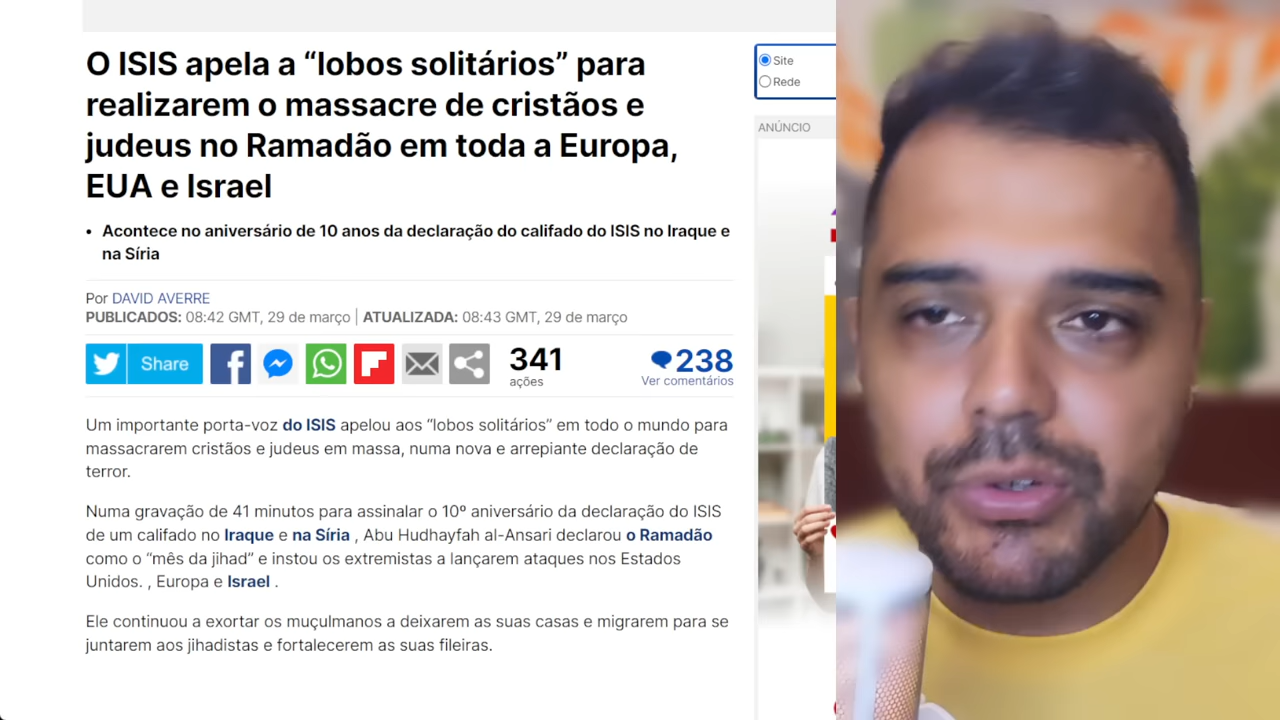 O ISIS apela a “lobos solitários” para
realizarem o massacre de cristãos e
judeus no Ramadão em toda a Europa,
EUA e Israel
• Acontece no aniversário de 10 anos da declaração do califado do ISIS no Iraque e
na Síria
Por DAVID AVERRE
PUBLICADOS: 08:42 GMT, 29 de março | ATUALIZADA: 08:43 GMT, 29 de março
Share
341
ações
238
Ver comentários
Um importante porta-voz do ISIS apelou aos “lobos solitários” em todo o mundo para
massacrarem cristãos e judeus em massa, numa nova e arrepiante declaração de
terror.
Numa gravação de 41 minutos para assinalar o 10º aniversário da declaração do ISIS
de um califado no Iraque e na Síria , Abu Hudhayfah al-Ansari declarou o Ramadão
como o “mês da jihad” e instou os extremistas a lançarem ataques nos Estados
Unidos. , Europa e Israel .
Ele continuou a exortar os muçulmanos a deixarem as suas casas e migrarem para se
juntarem aos jihadistas e fortalecerem as suas fileiras.
Site
Rede
ANÚNCIO